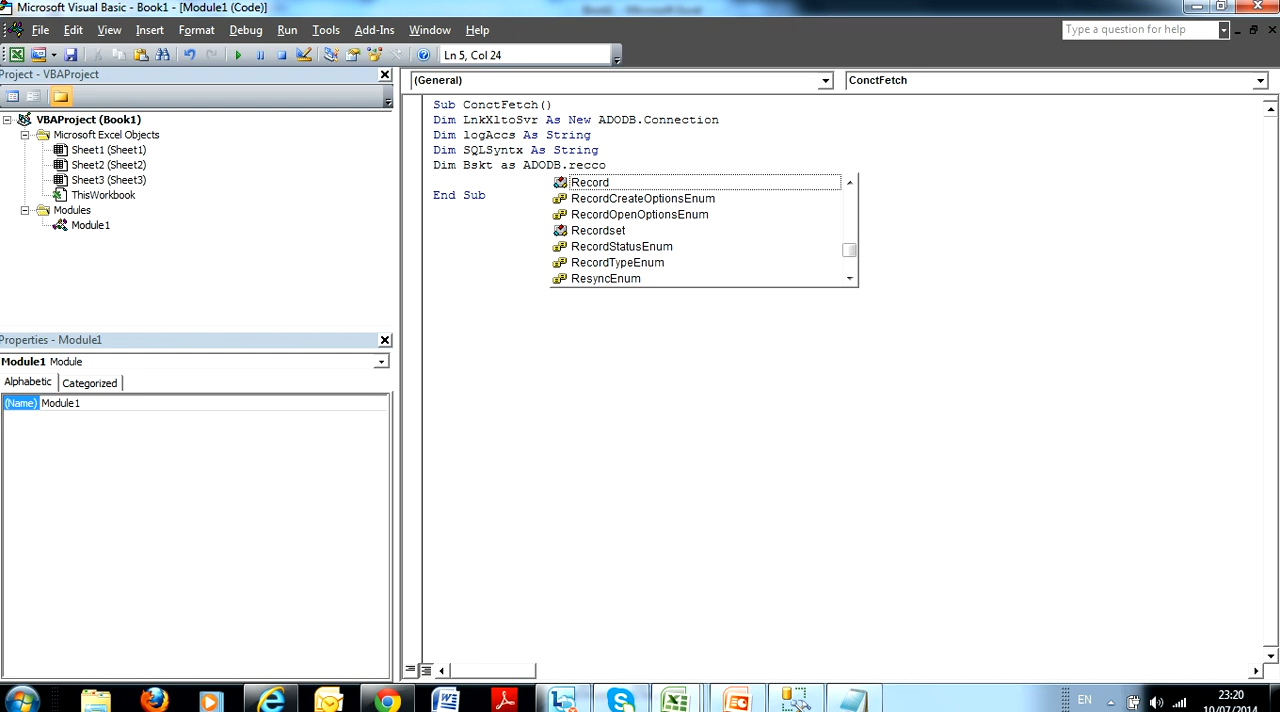 Microsoft Visual Basic - Book1 - [Module1 (Code)]
File Edit View Insert Format Debug Run Tools Add-Ins Window Help
Type a question for help
Ln 5, Col 24
Project - VBAProject
(General)
ConctFetch
VBAProject (Book1)
Microsoft Excel Objects
Sheet1 (Sheet1)
Sheet2 (Sheet2)
Sheet3 (Sheet3)
ThisWorkbook
Modules
Module1
Sub ConctFetch()
Dim LnkXltoSvr As New ADODB.Connection
Dim logAccs As String
Dim SQLSyntx As String
Dim Bskt as ADODB.recco
End Sub
Record
RecordCreateOptionsEnum
RecordOpenOptionsEnum
Recordset
RecordStatusEnum
RecordTypeEnum
ResyncEnum
Properties - Module1
Module1 Module
Alphabetic Categorized
(Name) Module1
EN
23:20
10/07/2014